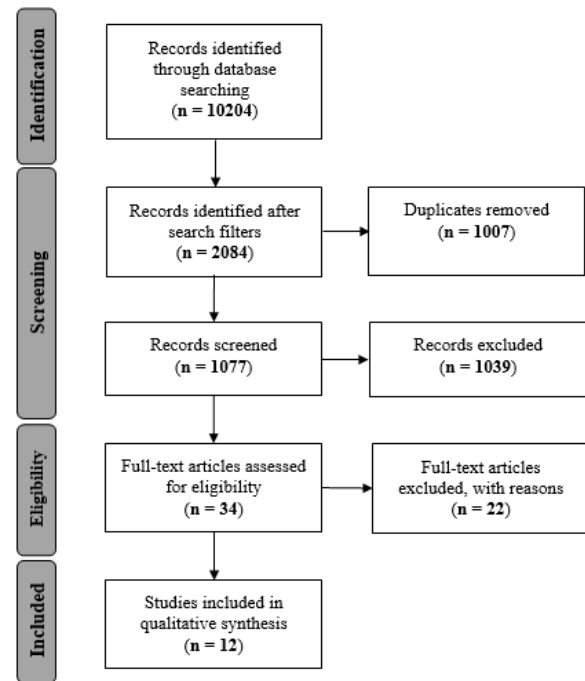 Identification
Records identified
through database
searching
(n = 10204)
Screening
Records identified after
search filters
(n = 2084)
Duplicates removed
(n = 1007)
Records screened
(n = 1077)
Records excluded
(n = 1039)
Eligibility
Full-text articles assessed
for eligibility
(n = 34)
Full-text articles
excluded, with reasons
(n = 22)
Included
Studies included in
qualitative synthesis
(n = 12)